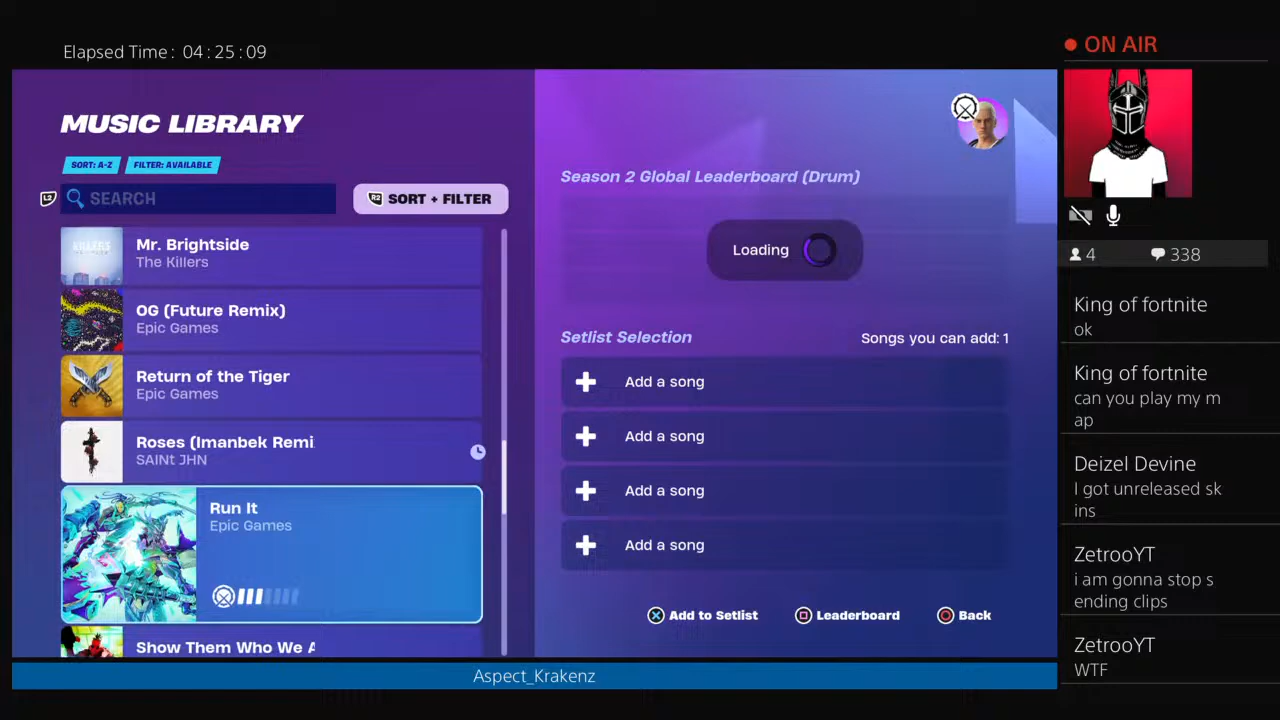 Elapsed Time: 04:25:09
ON AIR
MUSIC LIBRARY
SORT: A-Z
FILTER: AVAILABLE
L2
SEARCH
R2 SORT + FILTER
Mr. Brightside
The Killers
OG (Future Remix)
Epic Games
Return of the Tiger
Epic Games
Roses (Imanbek Remi
SAINt JHN
Run It
Epic Games
Show Them Who We A
Season 2 Global Leaderboard (Drum)
Loading
Setlist Selection
Songs you can add: 1
Add a song
Add a song
Add a song
Add a song
Add to Setlist
Leaderboard
Back
Aspect_Krakenz
4
338
King of fortnite
ok
King of fortnite
can you play my m
ap
Deizel Devine
I got unreleased sk
ins
ZetrooYT
i am gonna stop s
ending clips
ZetrooYT
WTF